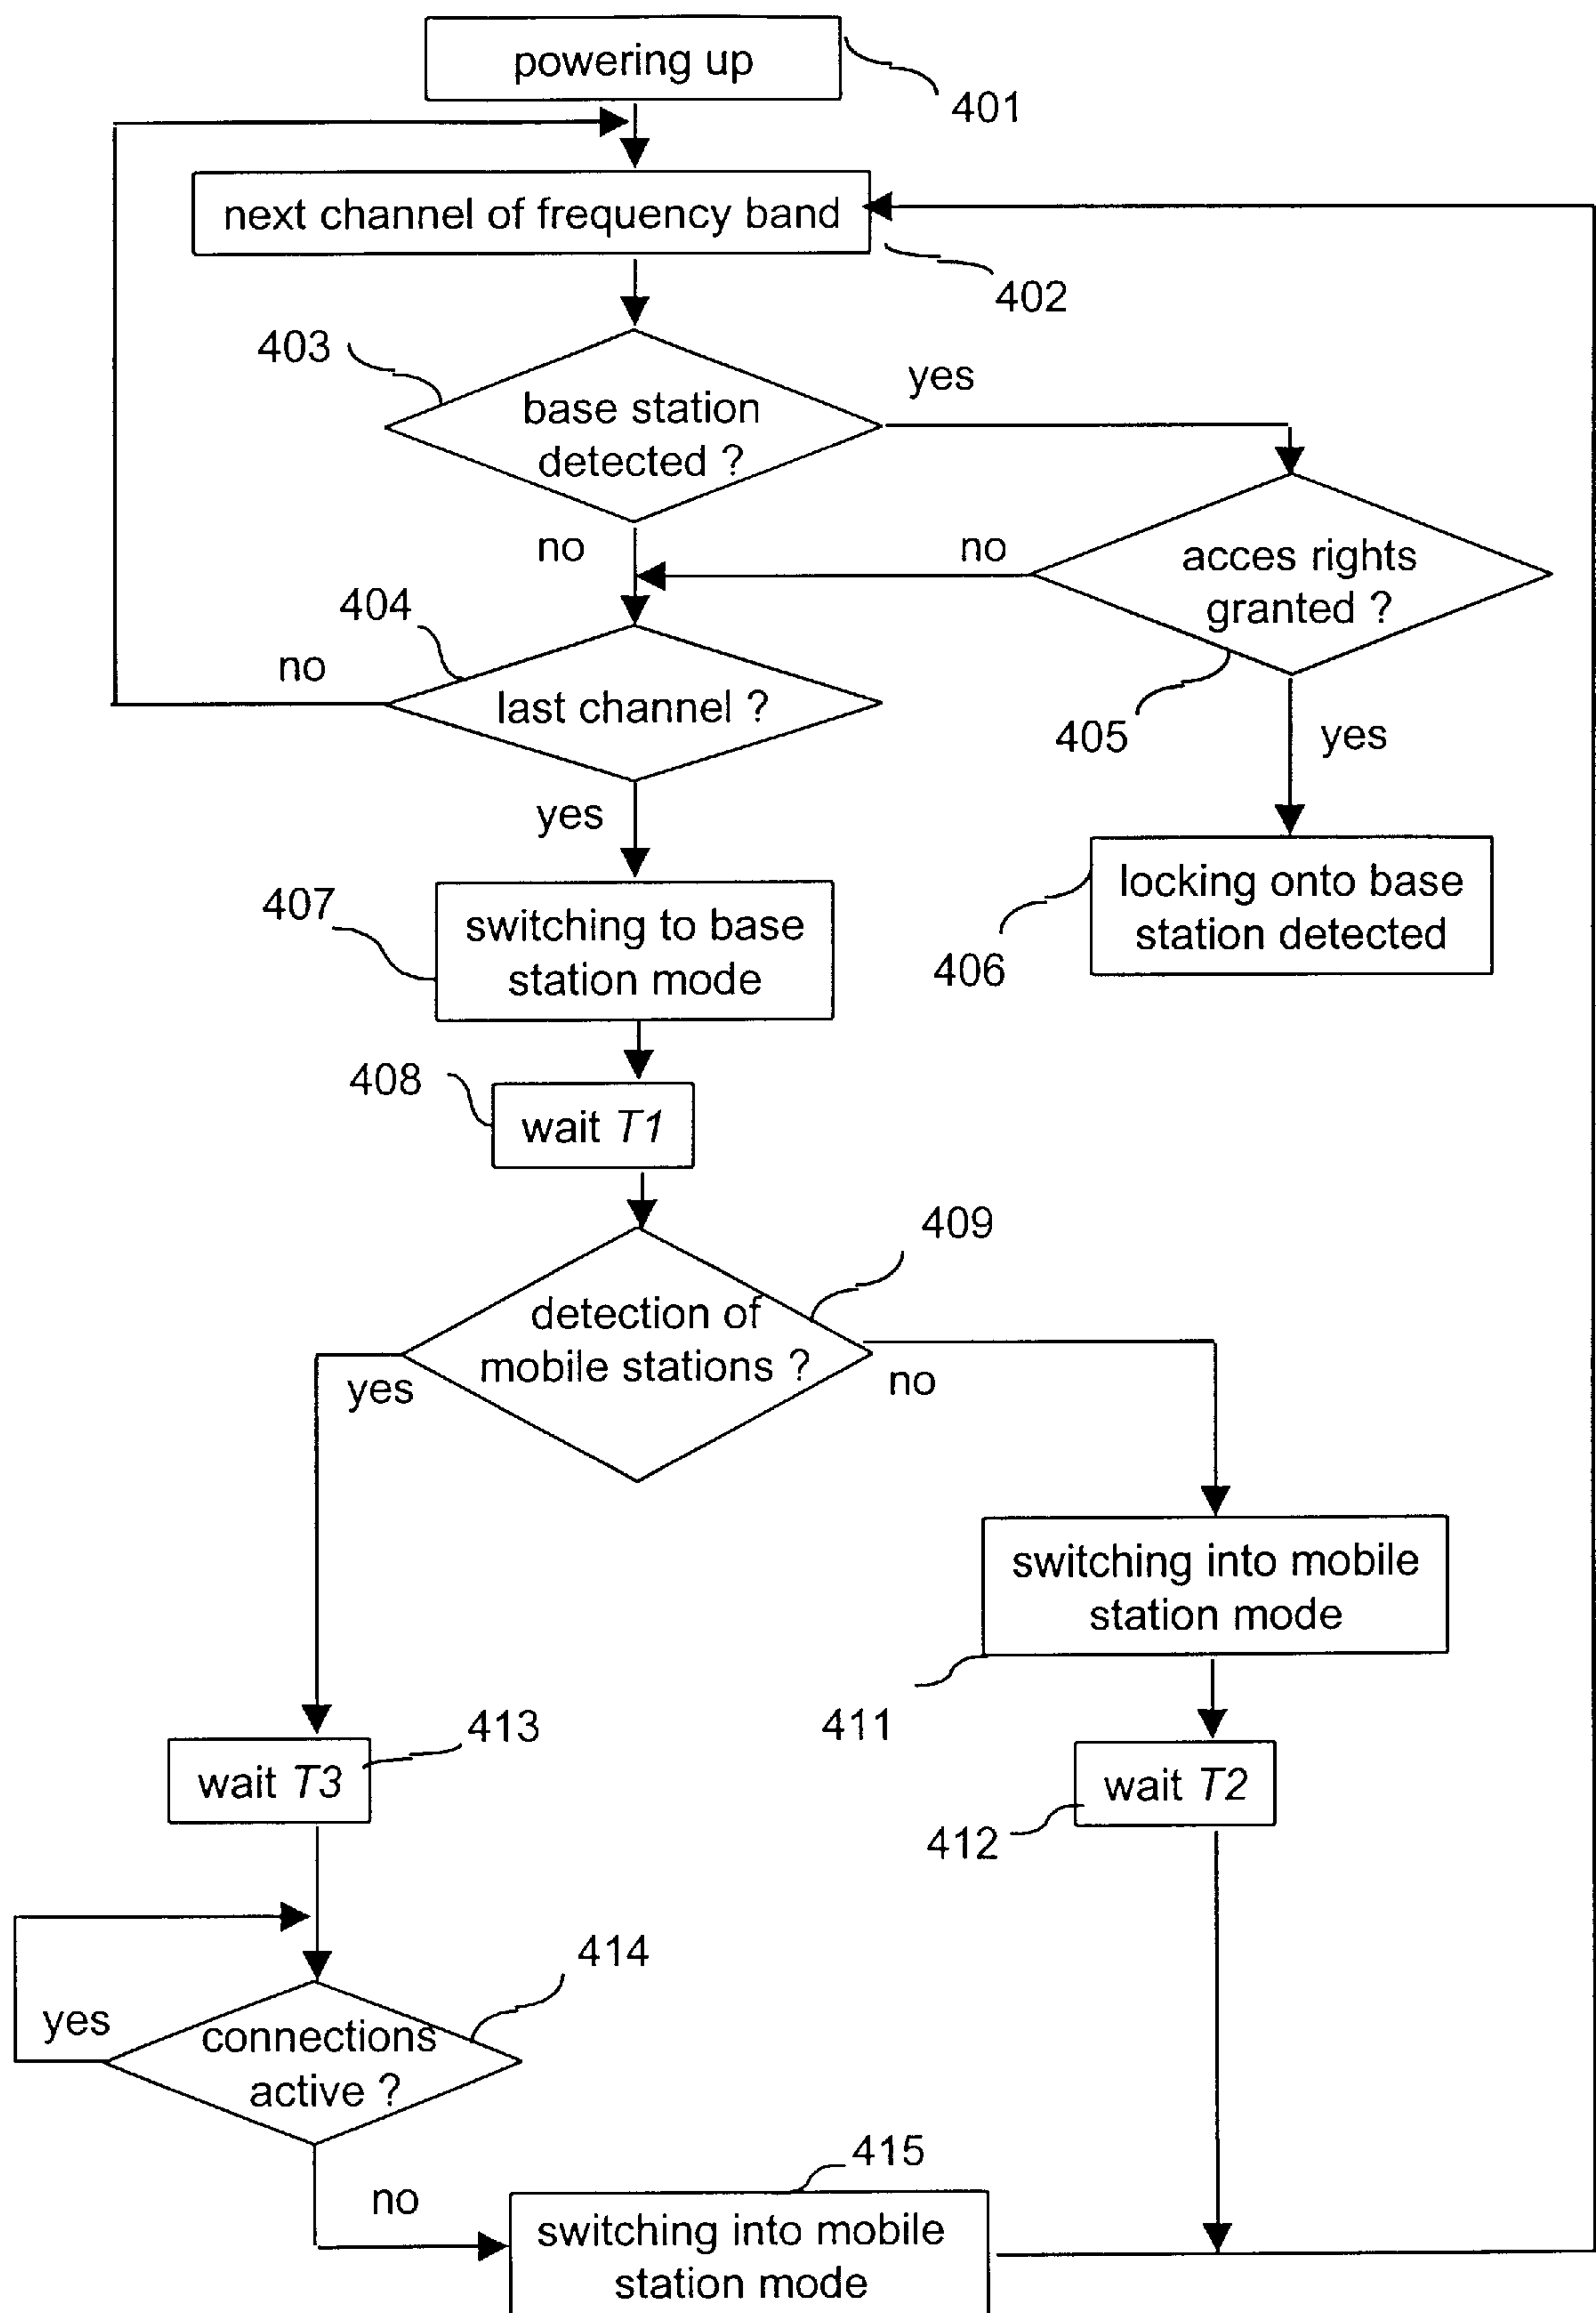 powering up
401
next channel of frequency band
402
403
base station
detected ?
yes
no
no
acces rights
granted ?
404
no
last channel ?
405
yes
yes
407
switching to base
station mode
locking onto base
station detected
406
408
wait T1
409
detection of
mobile stations ?
yes
no
switching into mobile
station mode
411
413
wait T3
wait T2
412
414
yes
connections
active ?
415
no
switching into mobile
station mode